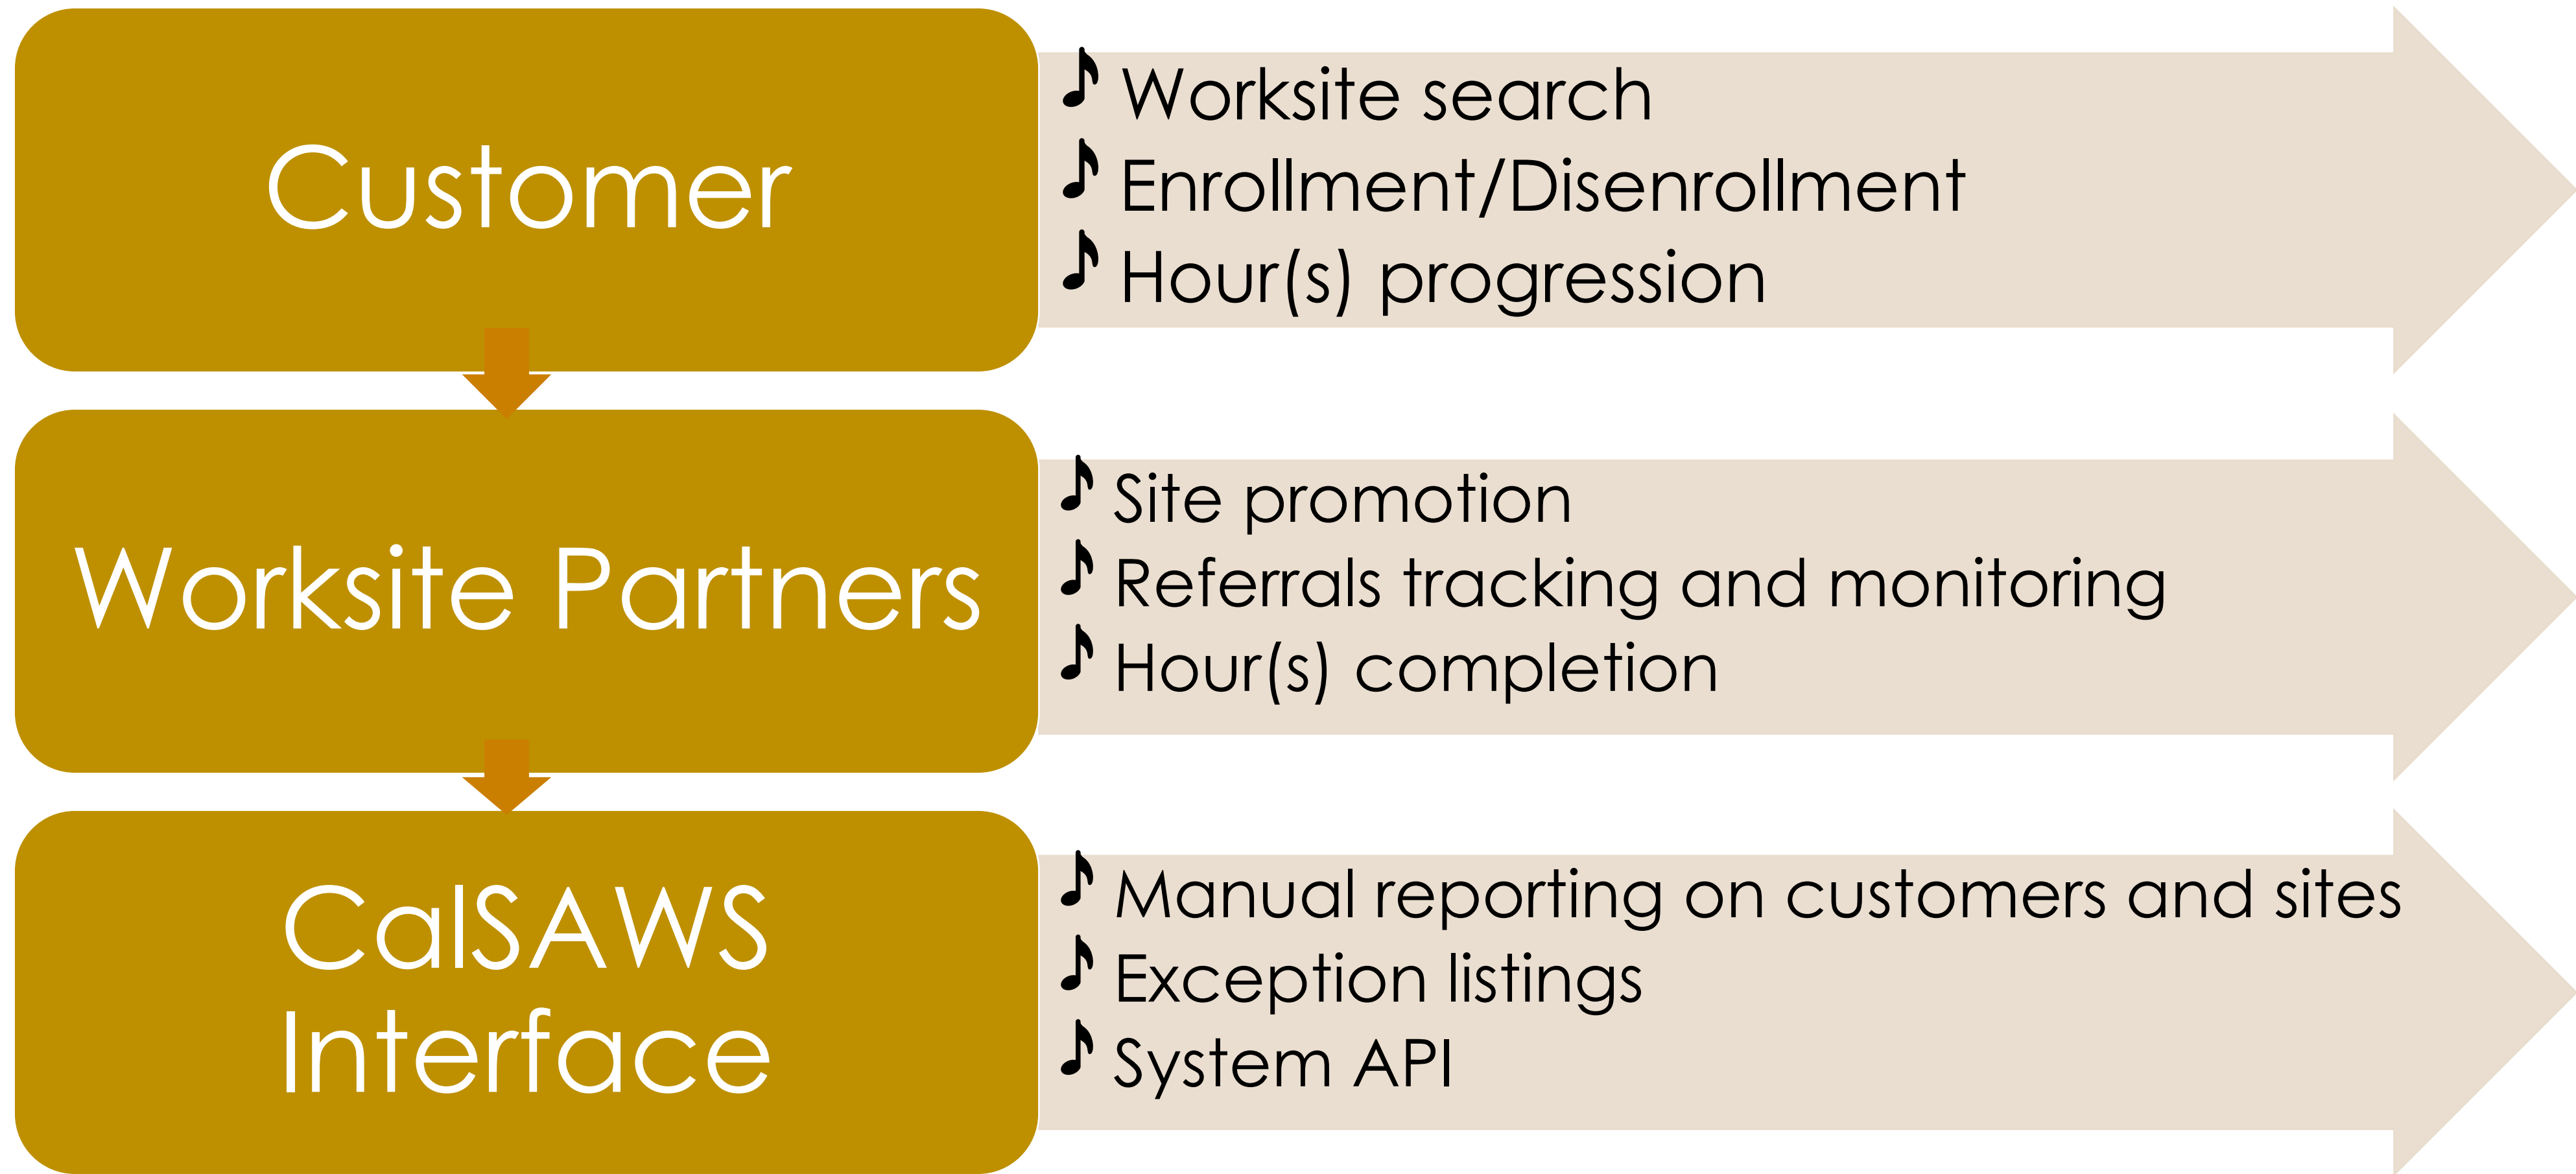 Customer
♪ Worksite search
♪ Enrollment/Disenrollment
♪ Hour(s) progression
Worksite Partners
♪ Site promotion
♪ Referrals tracking and monitoring
♪ Hour(s) completion
CalSAWS
Interface
♪ Manual reporting on customers and sites
♪ Exception listings
♪ System API